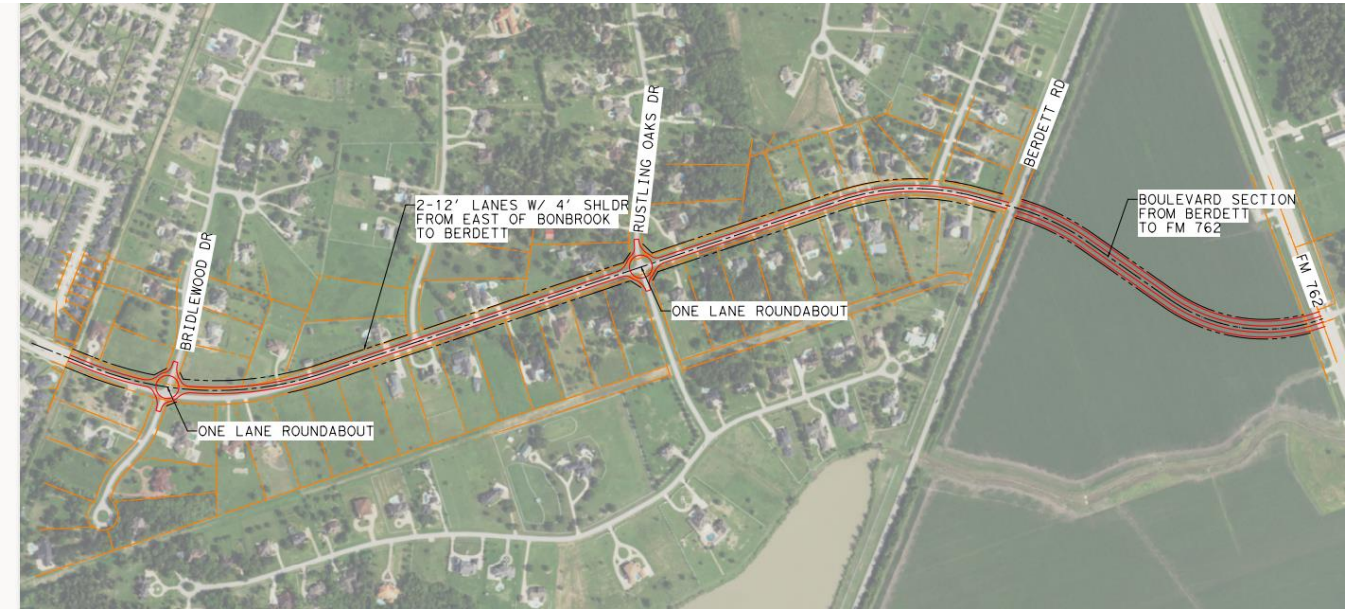 BRIDLEWOOD DR
2-12' LANES W/ 4' SHLDR
FROM EAST OF BONBROOK
TO BERDETT
RUSTLING OAKS DR
BERDETT RD
BOULEVARD SECTION
FROM BERDETT
TO FM 762
FM 762
ONE LANE ROUNDABOUT
ONE LANE ROUNDABOUT